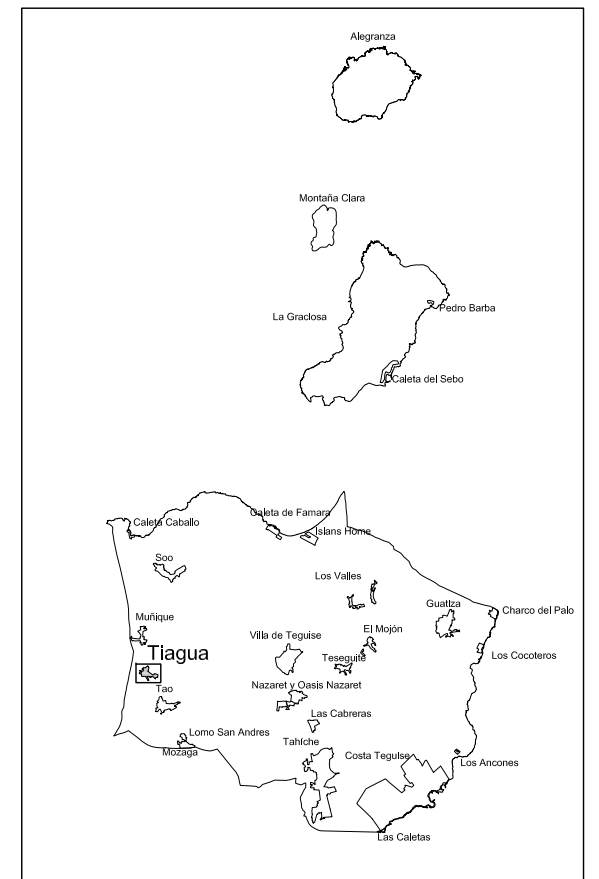 Alegranza
Montaña Clara
La Graciosa
Pedro Barba
Caleta del Sebo
Caleta de Famara
Caleta Caballo
Islans Home
Soo
Los Valles
Guatiza
Charco del Palo
Muñique
El Mojón
Villa de Teguise
Tiagua
Los Cocoteros
Teseguite
Nazaret y Oasis Nazaret
Tao
Las Cabreras
Lomo San Andres
Tahíche
Mozaga
Costa Teguise
Los Ancones
Las Caletas